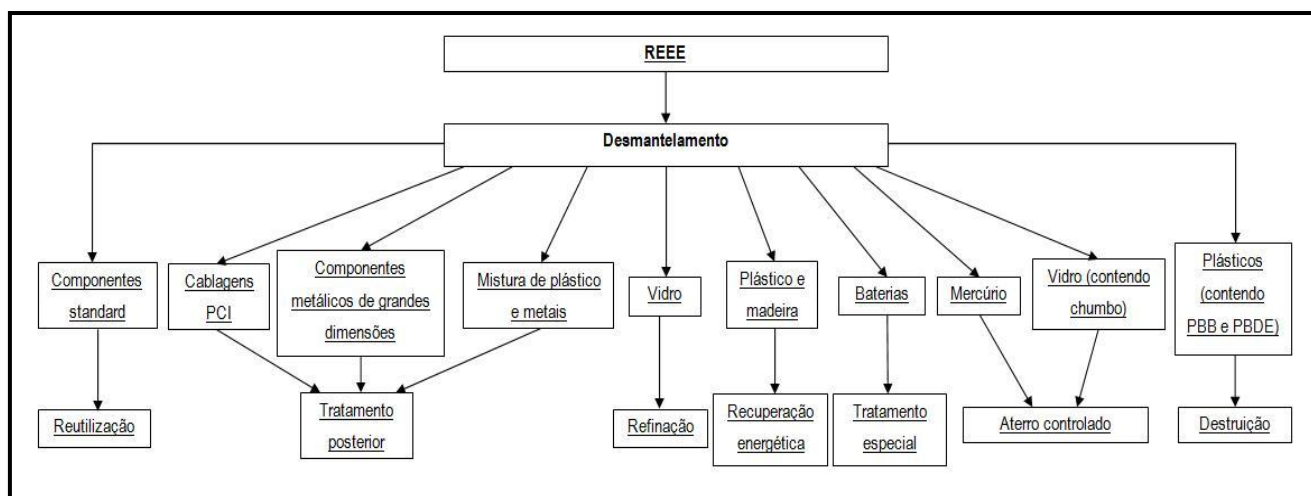 REEE
Desmantelamento
Componentes
standard
Cablagens
PCI
Componentes
metálicos de grandes
dimensões
Mistura de plástico
e metais
Vidro
Plástico e
madeira
Baterias
Mercúrio
Vidro (contendo
chumbo)
Plásticos
(contendo
PBB e PBDE)
Reutilização
Tratamento
posterior
Refinação
Recuperação
energética
Tratamento
especial
Aterro controlado
Destruição